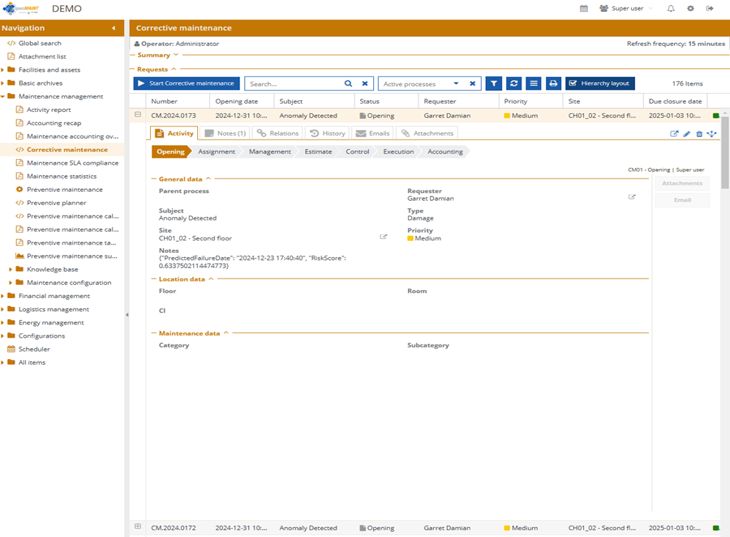 openMAINT DEMO Super user
Navigation
Corrective maintenance
Global search
Attachment list
Facilities and assets
Basic archives
Maintenance management
Activity report
Accounting recap
Maintenance accounting ov...
Corrective maintenance
Maintenance SLA compliance
Maintenance statistics
Preventive maintenance
Preventive planner
Preventive maintenance cal...
Preventive maintenance cal...
Preventive maintenance ta...
Preventive maintenance su...
Knowledge base
Maintenance configuration
Financial management
Logistics management
Energy management
Configurations
Scheduler
All items
Operator: Administrator Refresh frequency: 15 minutes
Summary
Requests
Start Corrective maintenance Search... Active processes Hierarchy layout 176 Items
Number Opening date Subject Status Requester Priority Site Due closure date
CM.2024.0173 2024-12-31 10:... Anomaly Detected Opening Garret Damian Medium CH01_02 - Second fl... 2025-01-03 10:...
Activity Notes (1) Relations History Emails Attachments
Opening Assignment Management Estimate Control Execution Accounting
CM01 - Opening | Super user
General data
Attachments
Parent process Requester
Garret Damian
Email
Subject Type
Anomaly Detected Damage
Site Priority
CH01_02 - Second floor Medium
Notes
{"PredictedFailureDate": "2024-12-23 17:40:40", "RiskScore":
0.6337502114474773}
Location data
Floor Room
CI
Maintenance data
Category Subcategory
CM.2024.0172 2024-12-31 10:... Anomaly Detected Opening Garret Damian Medium CH01_02 - Second fl... 2025-01-03 10:...